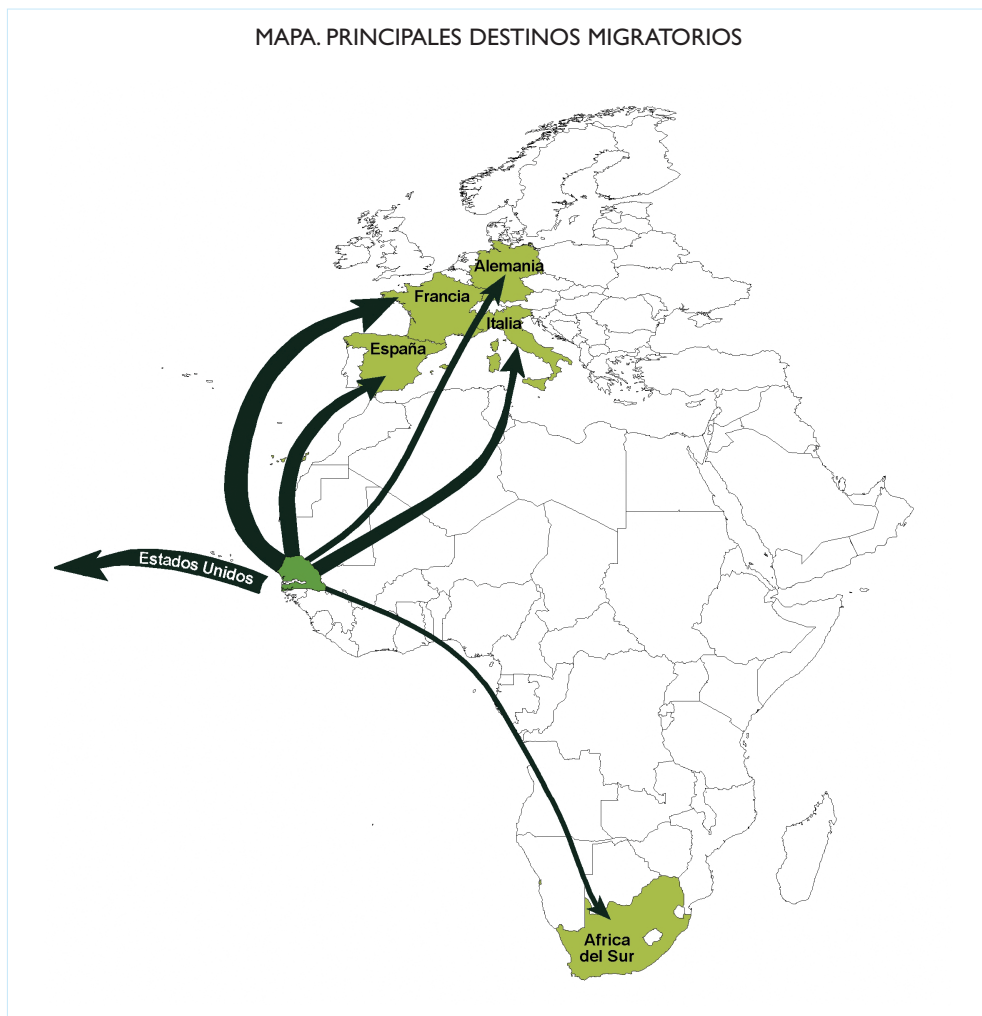 MAPA. PRINCIPALES DESTINOS MIGRATORIOS
Alemania
Francia
Italia
España
Estados Unidos
Africa
del Sur